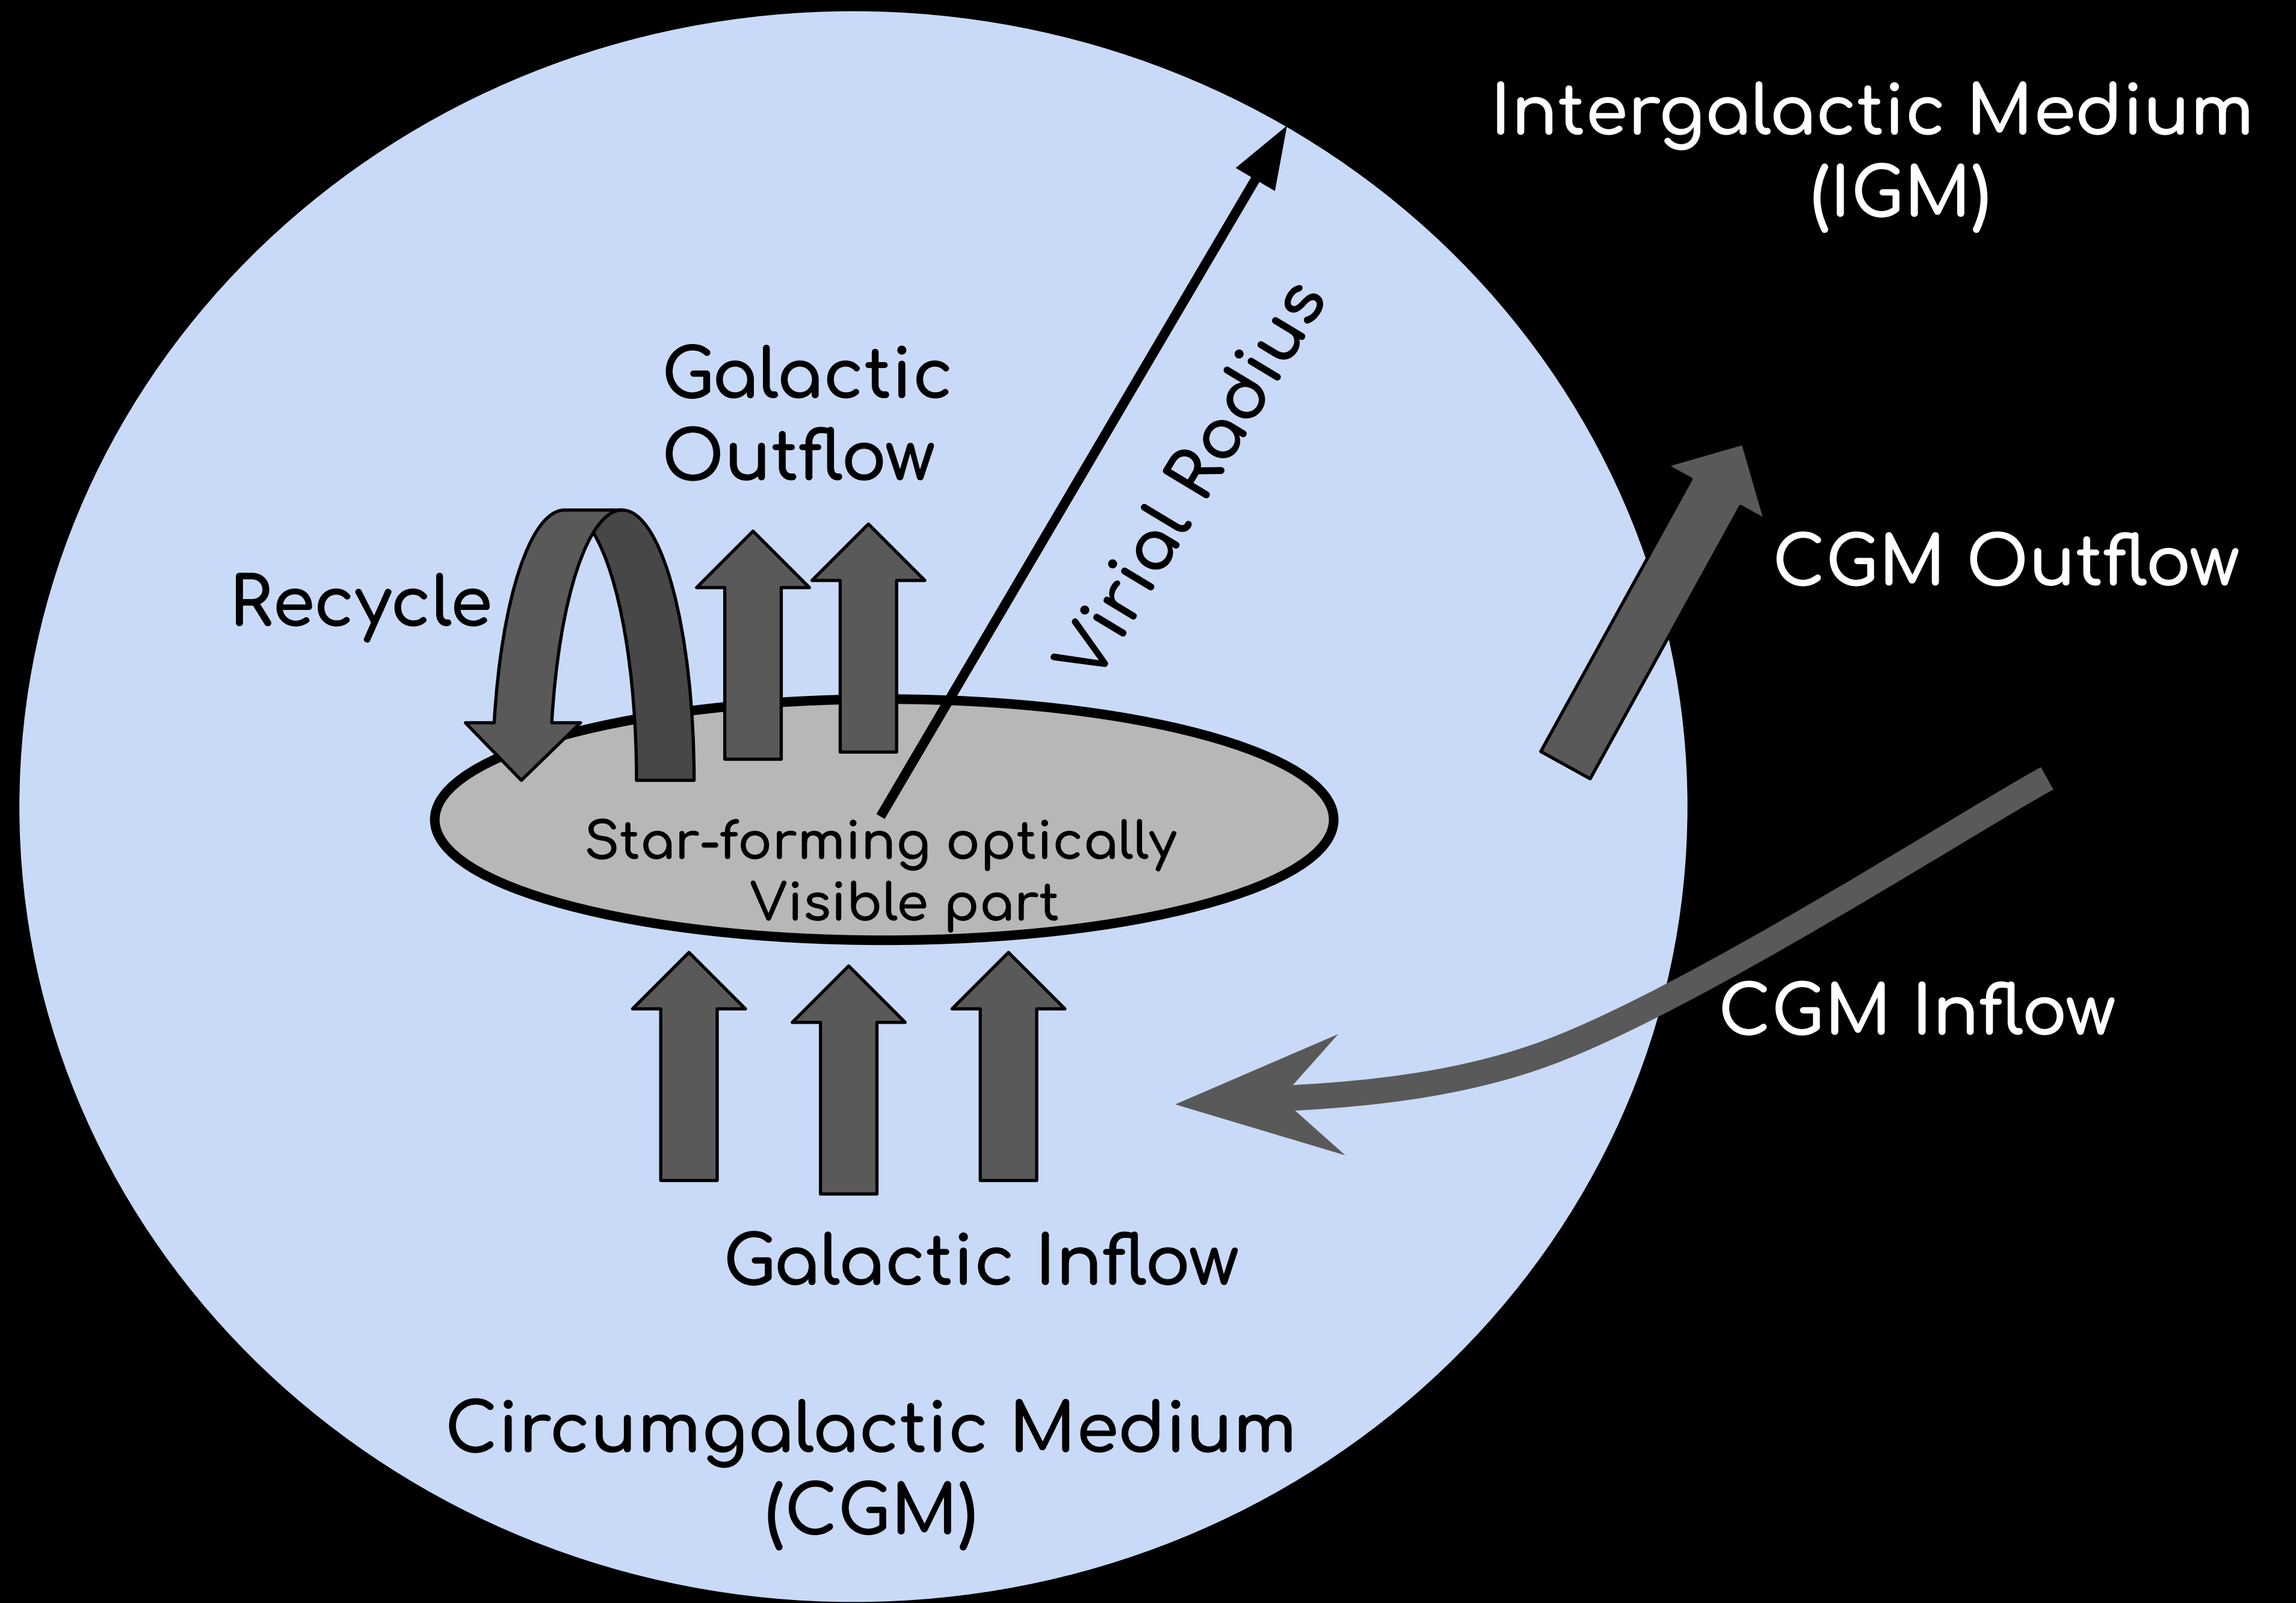 Intergalactic Medium
(IGM)
Galactic
Outflow
Virial Radius
Recycle
CGM Outflow
Star-forming optically
Visible part
CGM Inflow
Galactic Inflow
Circumgalactic Medium
(CGM)